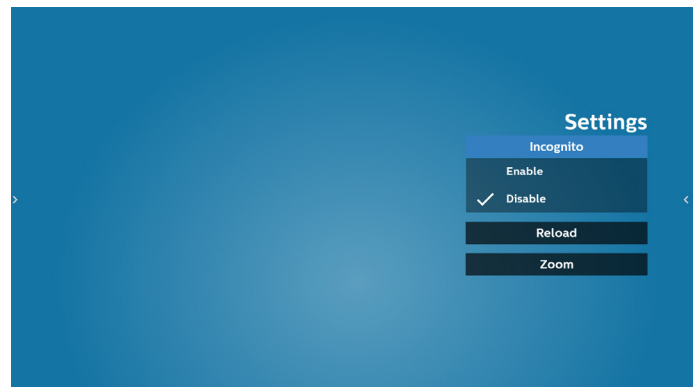 Settings
Incognito
Enable
Disable
Reload
Zoom